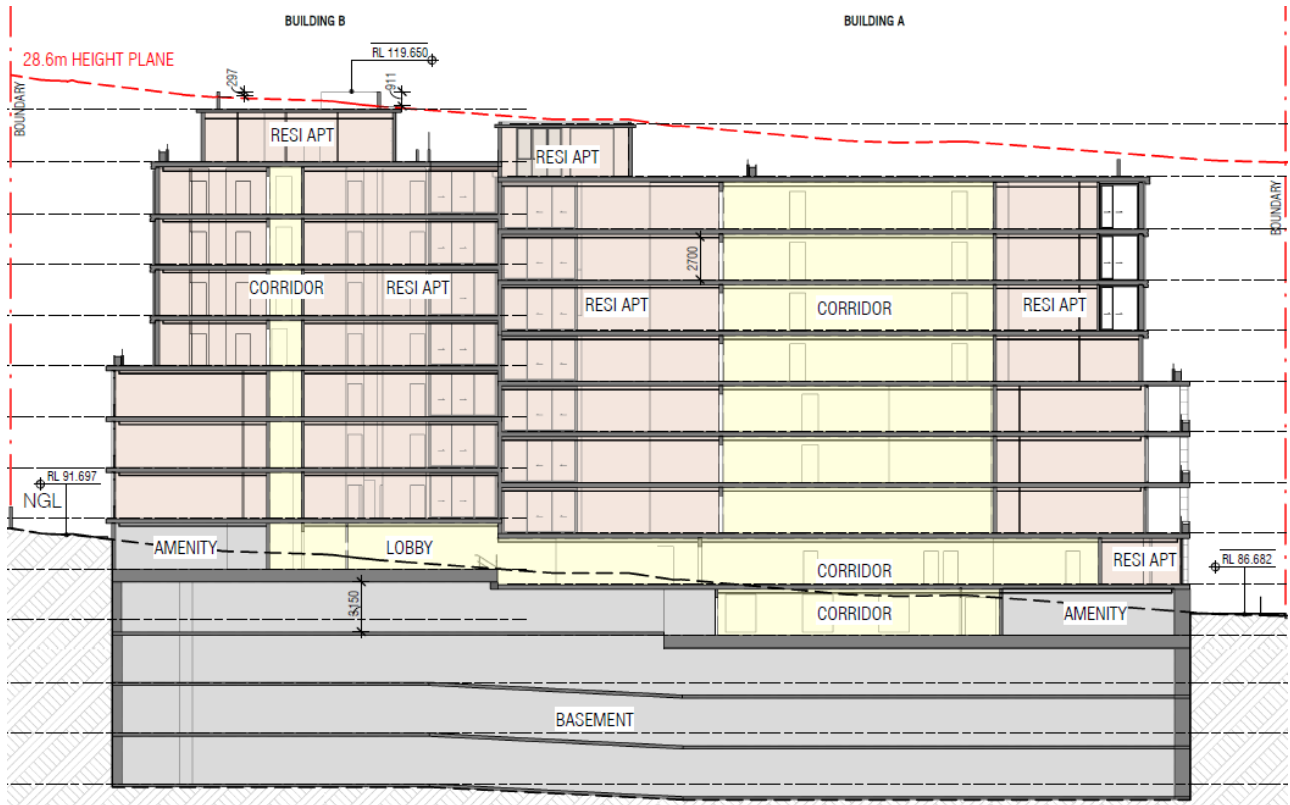 BUILDING B
BUILDING A
RL 119.650
28.6m HEIGHT PLANE
297
911
BOUNDARY
RESI APT
RESI APT
BOUNDARY
2700
CORRIDOR
RESI APT
RESI APT
CORRIDOR
RESI APT
RL 91.697
NGL
AMENITY
LOBBY
CORRIDOR
RESI APT
RL 86.682
3150
CORRIDOR
AMENITY
BASEMENT